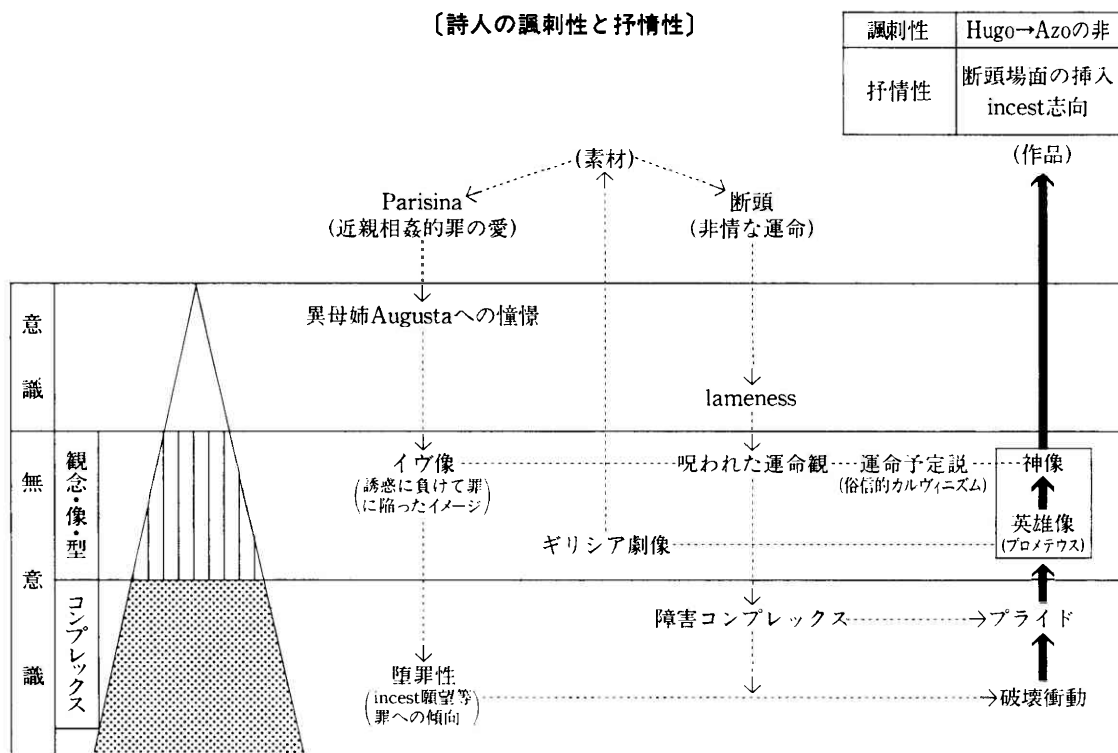 〔詩人の諷刺性と抒情性〕
諷刺性 Hugo→Azoの非
抒情性 断頭場面の挿入
incest志向
(作品)
(素材)
Parisina
(近親相姦的罪の愛)
断頭
(非情な運命)
意識
異母姉Augustaへの憧憬
lameness
無意識
観念・像・型
イヴ像
(誘惑に負けて罪
に陥ったイメージ)
呪われた運命観
運命予定説
(俗信的カルヴィニズム)
神像
英雄像
(プロメテウス)
ギリシア劇像
コンプレックス
障害コンプレックス
プライド
堕罪性
(incest願望等
罪への傾向)
破壊衝動